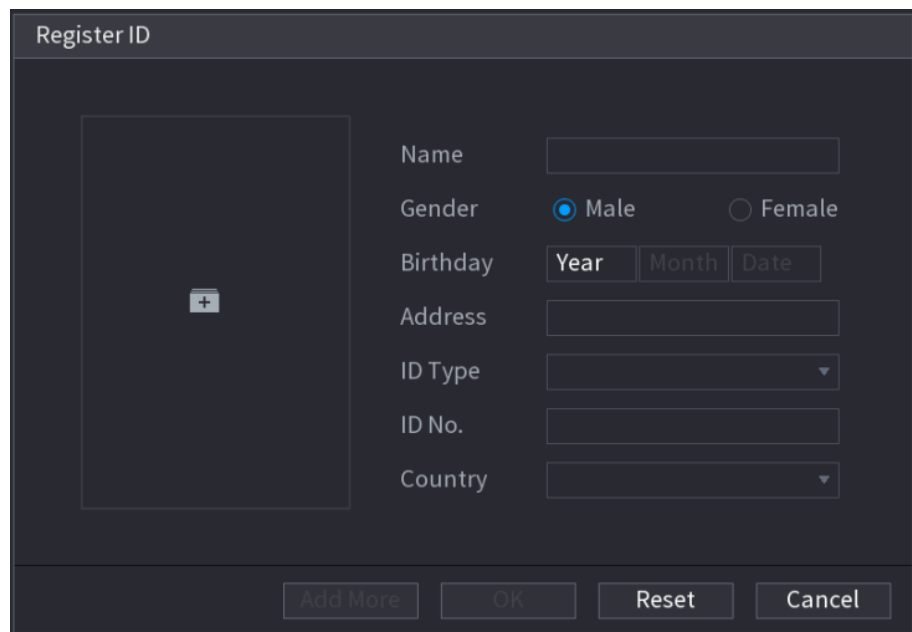 Register ID
Name
Gender Male Female
Birthday Year Month Date
Address
ID Type
ID No.
Country
Add More OK Reset Cancel